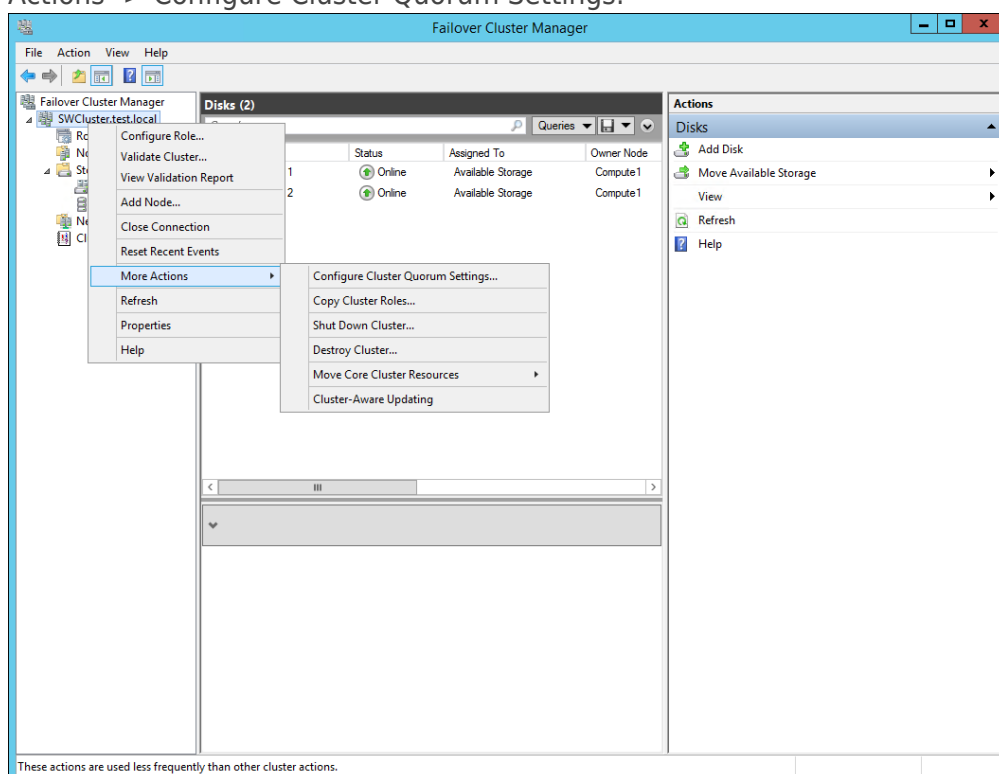 Actions -> Configure Cluster Quorum Settings.
Failover Cluster Manager
File Action View Help
Failover Cluster Manager
SWCluster.test.local
Disks (2)
Queries
Status Assigned To Owner Node
1 Online Available Storage Compute1
2 Online Available Storage Compute1
Configure Role...
Validate Cluster...
View Validation Report
Add Node...
Close Connection
Reset Recent Events
More Actions
Refresh
Properties
Help
Configure Cluster Quorum Settings...
Copy Cluster Roles...
Shut Down Cluster...
Destroy Cluster...
Move Core Cluster Resources
Cluster-Aware Updating
Actions
Disks
Add Disk
Move Available Storage
View
Refresh
Help
These actions are used less frequently than other cluster actions.